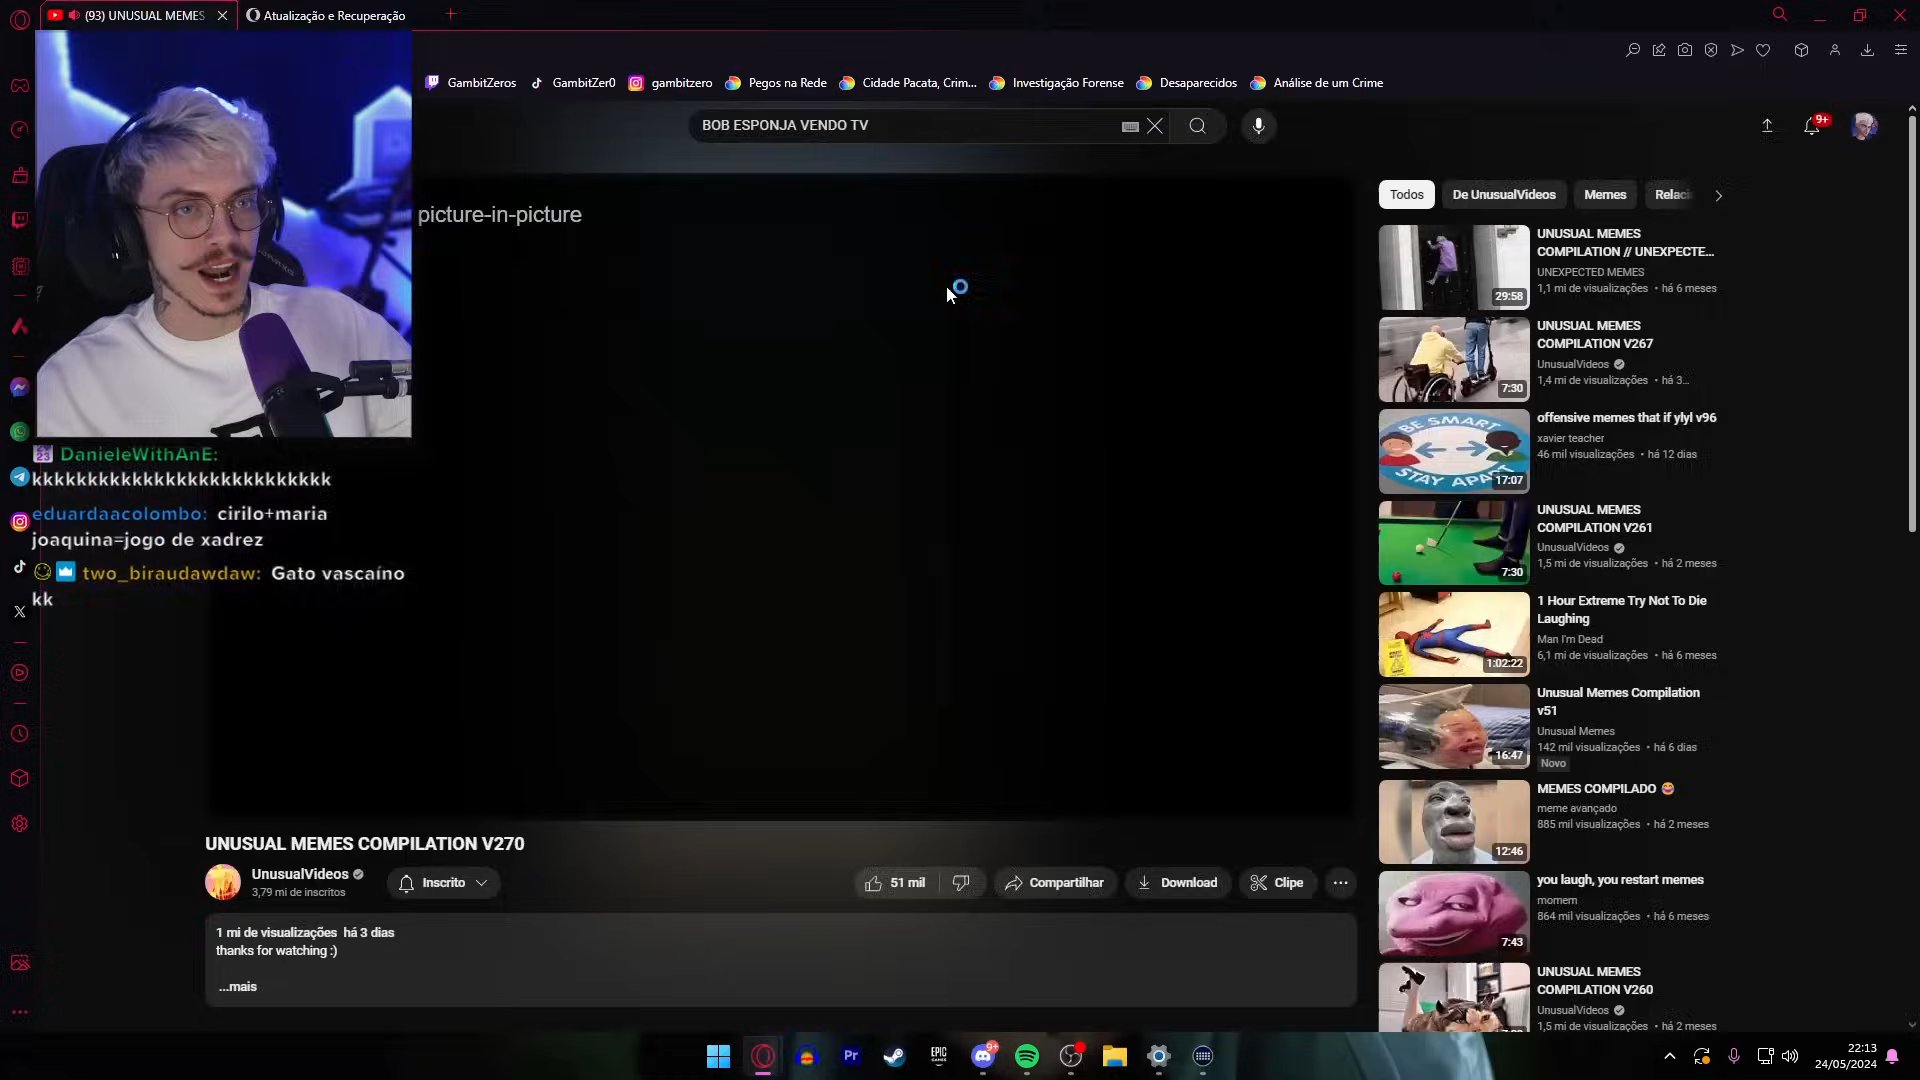 (93) UNUSUAL MEMES
Atualização e Recuperação
GambitZeros
GambitZer0
gambitzero
Pegos na Rede
Cidade Pacata, Crim...
Investigação Forense
Desaparecidos
Análise de um Crime
BOB ESPONJA VENDO TV
9+
picture-in-picture
Todos
De UnusualVideos
Memes
UNUSUAL MEMES
COMPILATION // UNEXPECTE...
UNEXPECTED MEMES
1,1 mi de visualizações • há 6 meses
29:58
UNUSUAL MEMES
COMPILATION V267
UnusualVideos
1,4 mi de visualizações • há 3...
7:30
offensive memes that if ylyl v96
xavier teacher
46 mil visualizações • há 12 dias
BE SMART
STAY APART
17:07
UNUSUAL MEMES
COMPILATION V261
UnusualVideos
1,5 mi de visualizações • há 2 meses
7:30
1 Hour Extreme Try Not To Die
Laughing
Man I'm Dead
6,1 mi de visualizações • há 6 meses
1:02:22
Unusual Memes Compilation
v51
Unusual Memes
142 mil visualizações • há 6 dias
Novo
16:47
MEMES COMPILADO 😂
meme avançado
885 mil visualizações • há 2 meses
12:46
you laugh, you restart memes
momem
864 mil visualizações • há 6 meses
7:43
UNUSUAL MEMES
COMPILATION V260
UnusualVideos
1,5 mi de visualizações • há 2 meses
DanieleWithAnE:
kkkkkkkkkkkkkkkkkkkkkkkkkkk
eduardaacolombo: cirilo+maria
joaquina=jogo de xadrez
two_biraudawdaw: Gato vascaíno
kk
UNUSUAL MEMES COMPILATION V270
UnusualVideos
3,79 mi de inscritos
Inscrito
51 mil
Compartilhar
Download
Clipe
1 mi de visualizações há 3 dias
thanks for watching :)
...mais
Pr
EPIC
GAMES
9+
22:13
24/05/2024